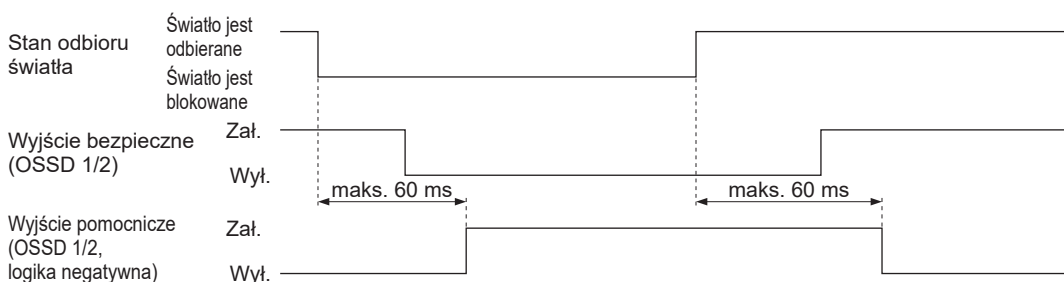 Stan odbioru
światła
Światło jest
odbierane
Światło jest
blokowane
Wyjście bezpieczne
(OSSD 1/2)
Zał.
Wył.
maks. 60 ms
maks. 60 ms
Wyjście pomocnicze
(OSSD 1/2,
logika negatywna)
Zał.
Wył.